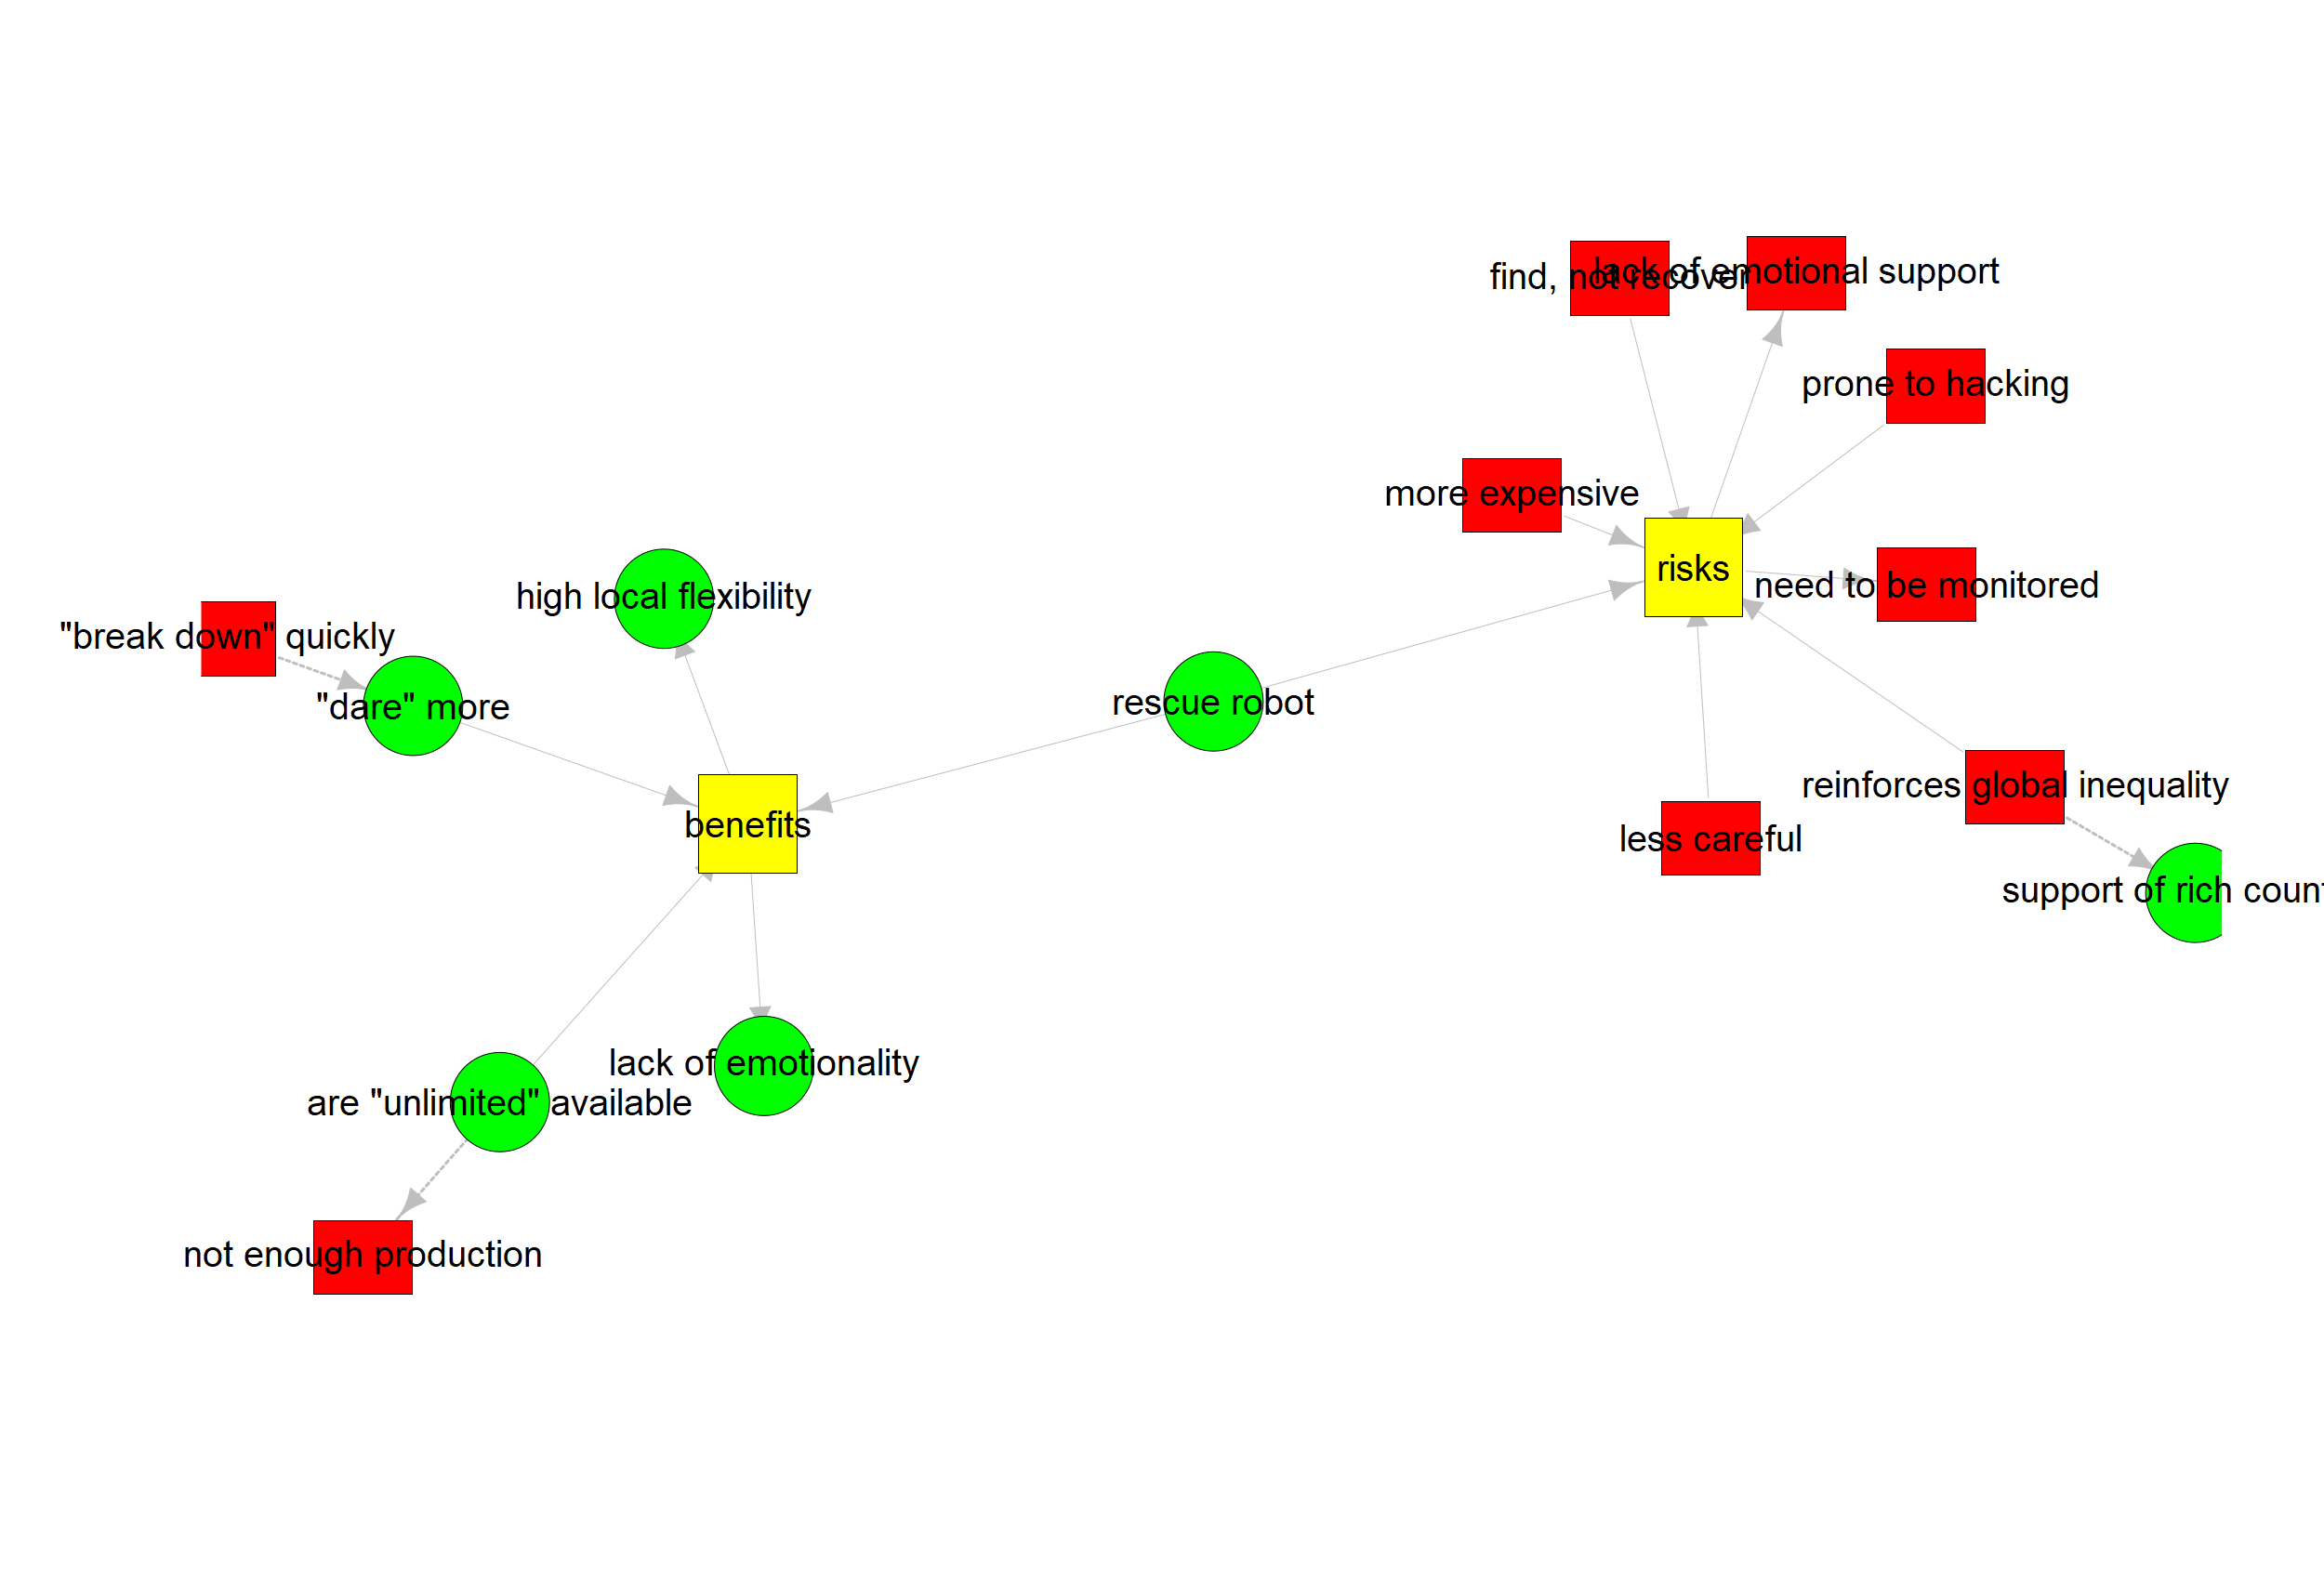 lack of emotional support
find, not recover
prone to hacking
more expensive
risks
need to be monitored
high local flexibility
"break down" quickly
"dare" more
rescue robot
reinforces global inequality
benefits
less careful
support of rich
lack of emotionality
are "unlimited" available
not enough production